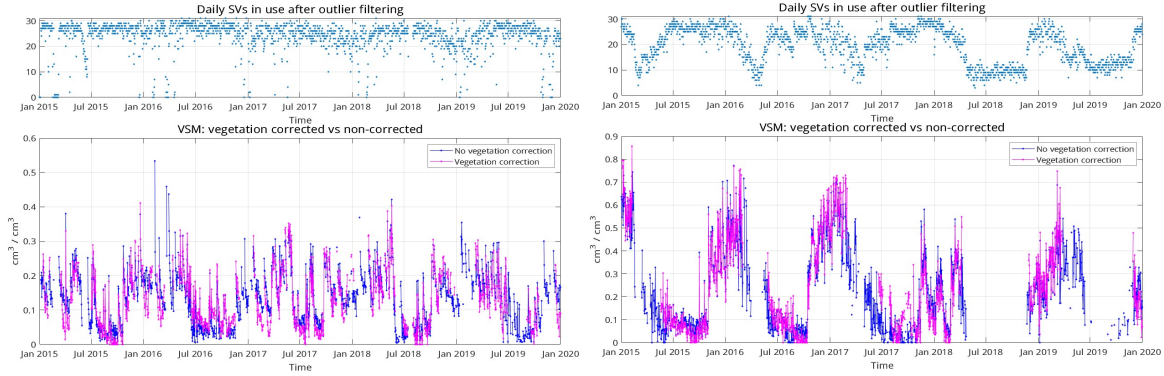 Daily SVs in use after outlier filtering
30
20
10
0
Jan 2015 Jul 2015 Jan 2016 Jul 2016 Jan 2017 Jul 2017 Jan 2018 Jul 2018 Jan 2019 Jul 2019 Jan 2020
Time
VSM: vegetation corrected vs non-corrected
0.6
0.5
0.4
0.3
0.2
0.1
0
cm³ / cm³
No vegetation correction
Vegetation correction
Jan 2015 Jul 2015 Jan 2016 Jul 2016 Jan 2017 Jul 2017 Jan 2018 Jul 2018 Jan 2019 Jul 2019 Jan 2020
Time
Daily SVs in use after outlier filtering
30
20
10
0
Jan 2015 Jul 2015 Jan 2016 Jul 2016 Jan 2017 Jul 2017 Jan 2018 Jul 2018 Jan 2019 Jul 2019 Jan 2020
Time
VSM: vegetation corrected vs non-corrected
0.9
0.8
0.7
0.6
0.5
0.4
0.3
0.2
0.1
0
cm³ / cm³
No vegetation correction
Vegetation correction
Jan 2015 Jul 2015 Jan 2016 Jul 2016 Jan 2017 Jul 2017 Jan 2018 Jul 2018 Jan 2019 Jul 2019 Jan 2020
Time